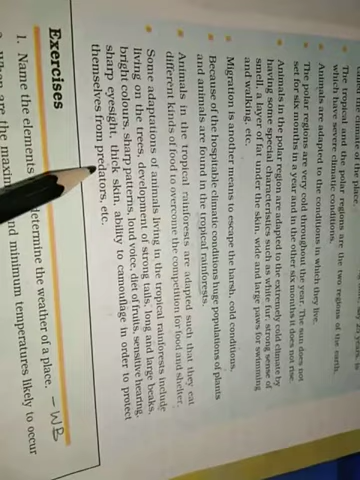 climate of the place.
The tropical and the polar regions are the two regions of the earth,
which have severe climatic conditions.
Animals are adapted to the conditions in which they live.
The polar regions are very cold throughout the year. The sun does not
set for six months in a year and in the other six months it does not rise.
Animals in the polar region are adapted to the extremely cold climate by
having some special characteristics such as white fur, strong sense of
smell, a layer of fat under the skin, wide and large paws for swimming
and walking, etc.
Migration is another means to escape the harsh, cold conditions.
Because of the hospitable climatic conditions huge populations of plants
and animals are found in the tropical rainforests.
Animals in the tropical rainforests are adapted such that they eat
different kinds of food to overcome the competition for food and shelter.
Some adaptations of animals living in the tropical rainforests include
living on the trees, development of strong tails, long and large beaks,
bright colours, sharp patterns, loud voice, diet of fruits, sensitive hearing,
sharp eyesight, thick skin, ability to camouflage in order to protect
themselves from predators, etc.
Exercises
1. Name the elements determine the weather of a place. - WB
When are the and minimum temperatures likely to occur